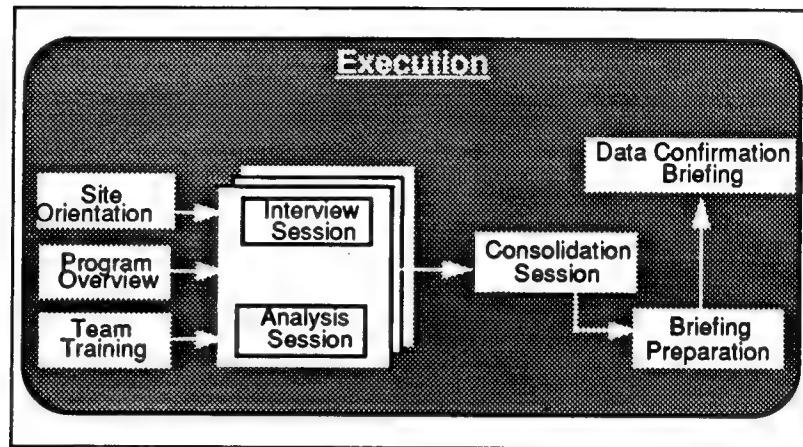 Execution
Site
Orientation
Program
Overview
Team
Training
Interview
Session
Analysis
Session
Consolidation
Session
Data Confirmation
Briefing
Briefing
Preparation